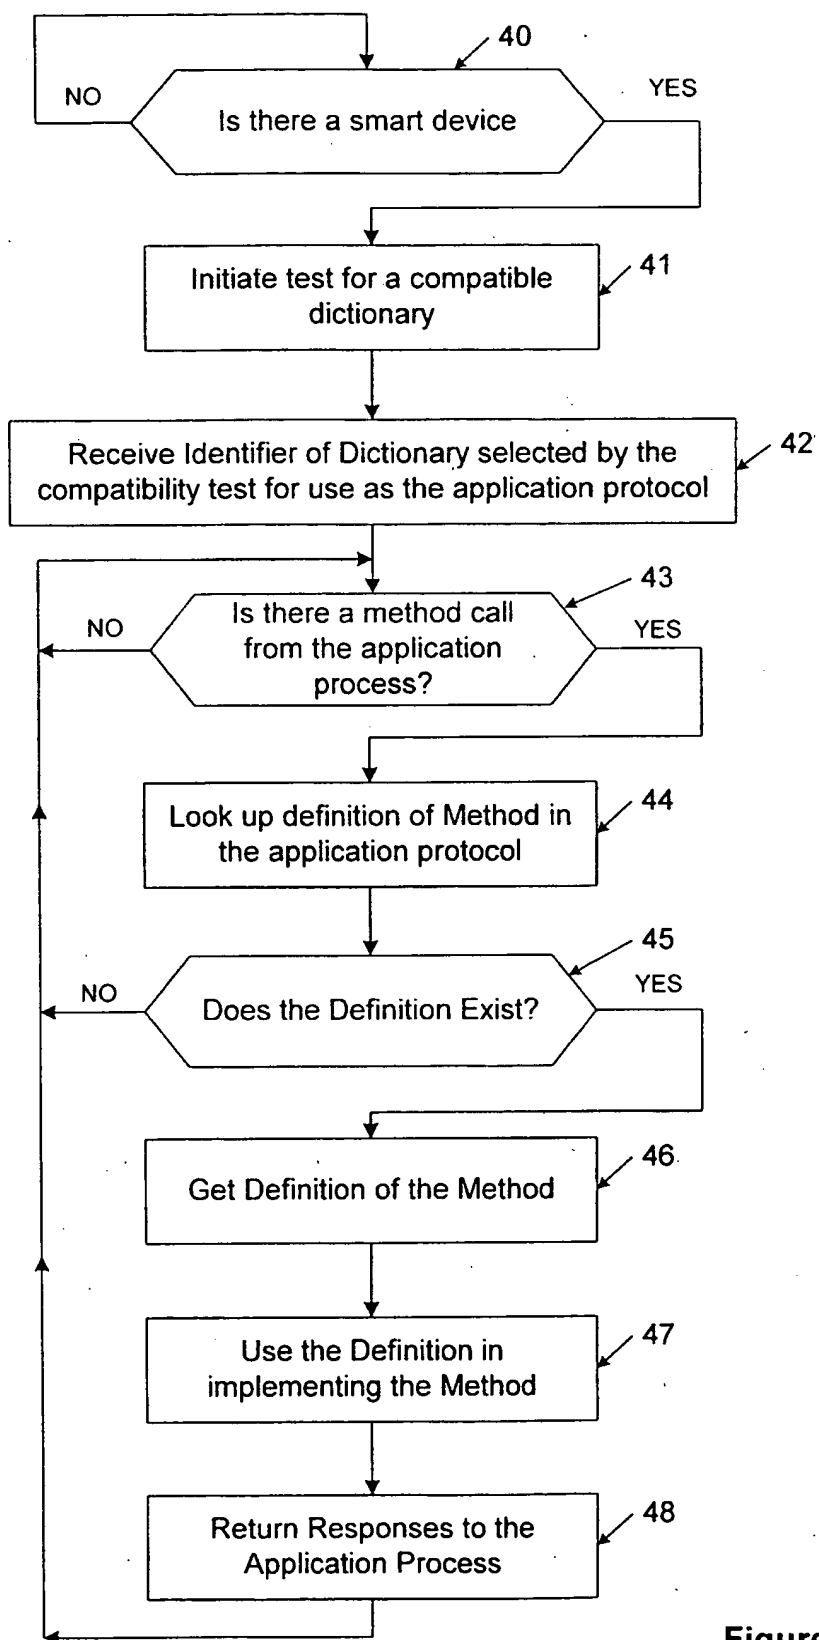 40
NO
YES
Is there a smart device
41
Initiate test for a compatible
dictionary
42
Receive Identifier of Dictionary selected by the
compatibility test for use as the application protocol
43
Is there a method call
NO
YES
from the application
process?
44
Look up definition of Method in
the application protocol
45
NO
YES
Does the Definition Exist?
46
Get Definition of the Method
47
Use the Definition in
implementing the Method
48
Return Responses to the
Application Process
Figure